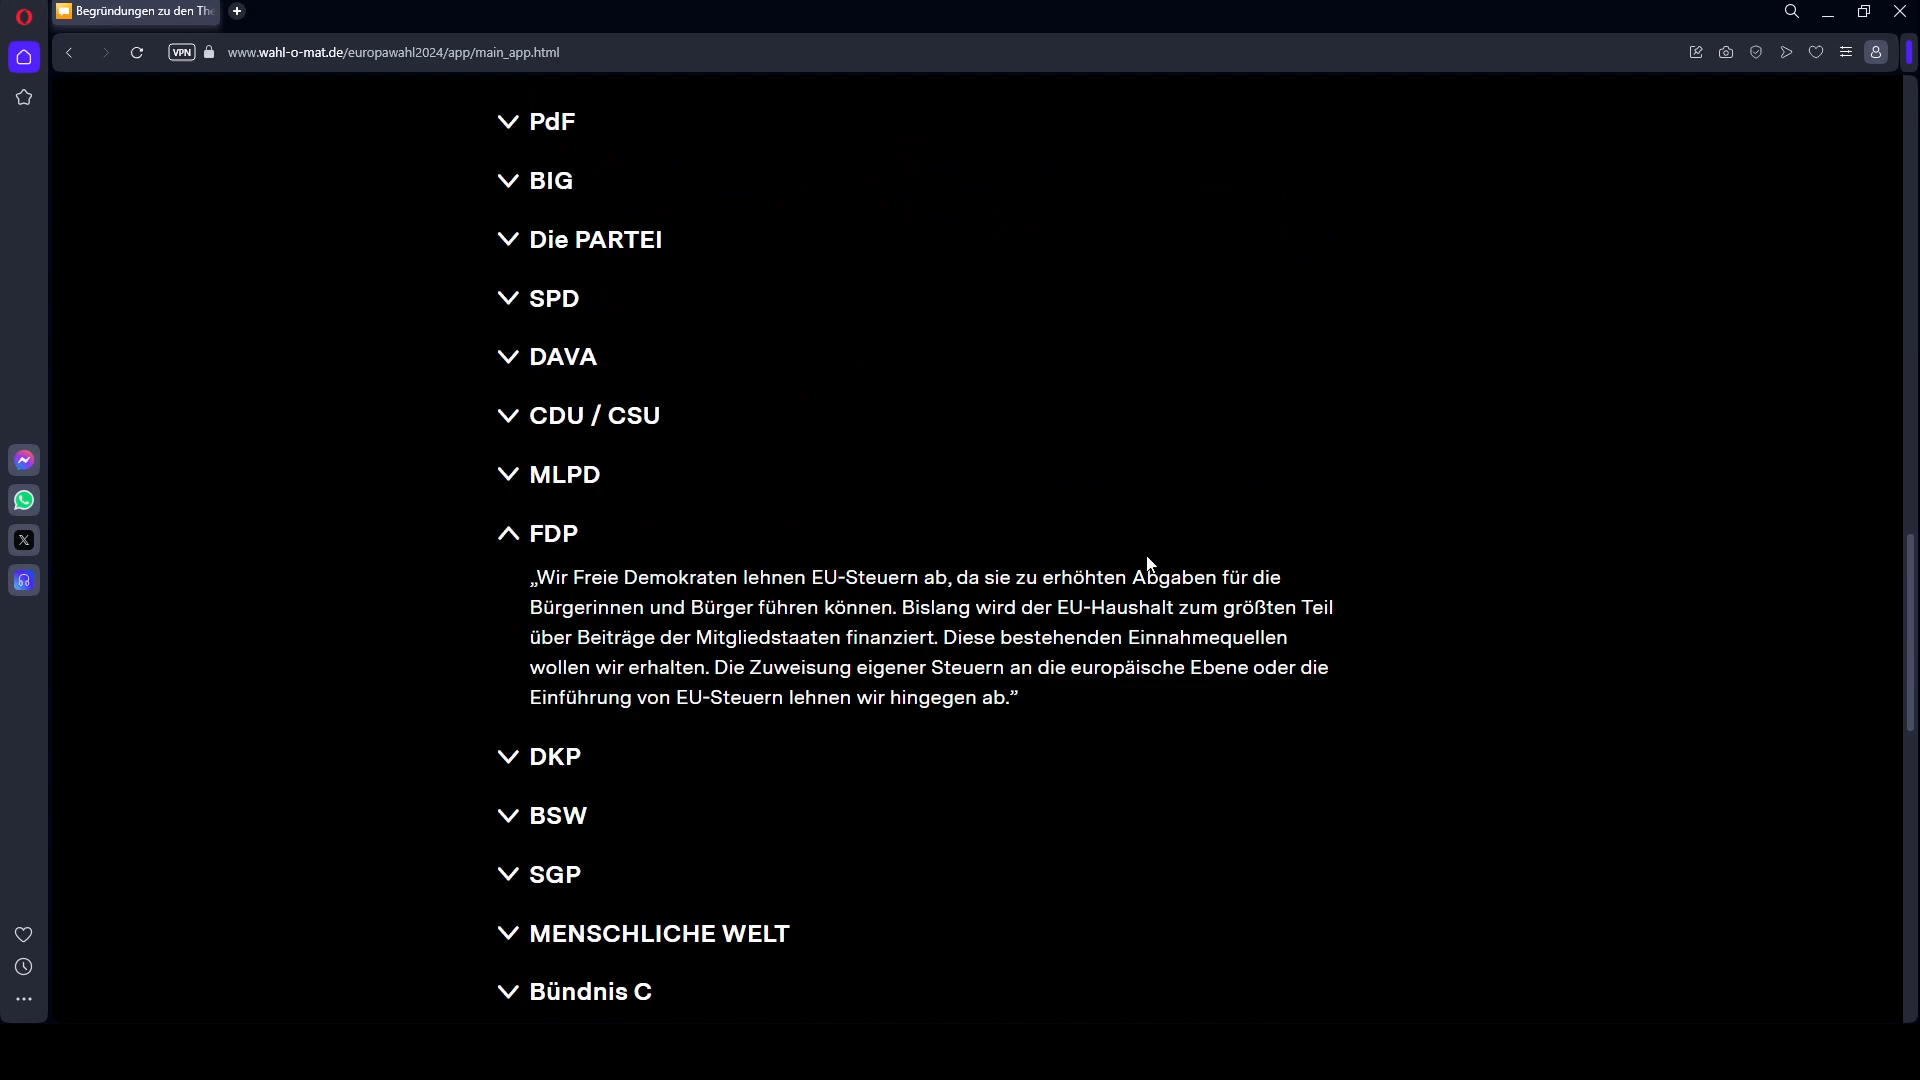 Begründungen zu den Th
VPN
www.wahl-o-mat.de/europawahl2024/app/main_app.html
PdF
BIG
Die PARTEI
SPD
DAVA
CDU / CSU
MLPD
FDP
„Wir Freie Demokraten lehnen EU-Steuern ab, da sie zu erhöhten Abgaben für die
Bürgerinnen und Bürger führen können. Bislang wird der EU-Haushalt zum größten Teil
über Beiträge der Mitgliedstaaten finanziert. Diese bestehenden Einnahmequellen
wollen wir erhalten. Die Zuweisung eigener Steuern an die europäische Ebene oder die
Einführung von EU-Steuern lehnen wir hingegen ab.”
DKP
BSW
SGP
MENSCHLICHE WELT
Bündnis C